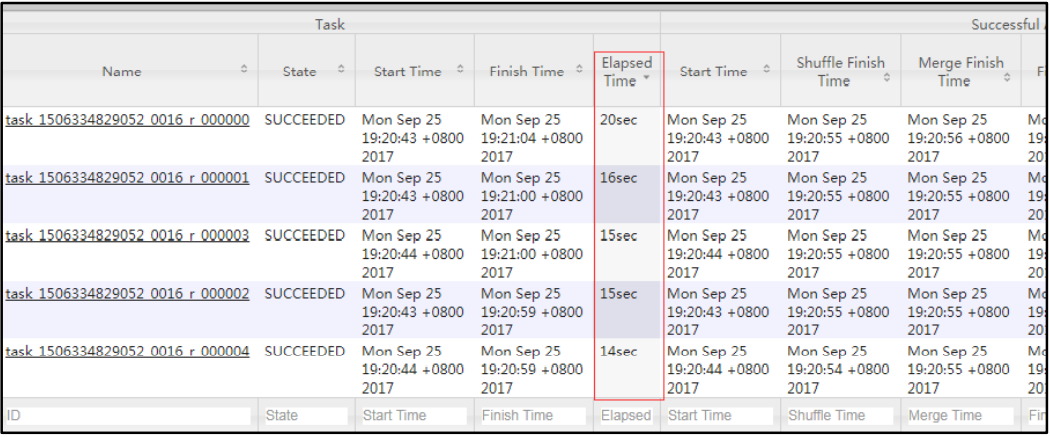 Task Successful
Name State Start Time Finish Time Elapsed Time Start Time Shuffle Finish Time Merge Finish Time
task_1506334829052_0016_r_000000 SUCCEEDED Mon Sep 25 Mon Sep 25 20sec Mon Sep 25 Mon Sep 25 Mon Sep 25
19:20:43 +0800 19:21:04 +0800 19:20:43 +0800 19:20:55 +0800 19:20:56 +0800
2017 2017 2017 2017 2017
task_1506334829052_0016_r_000001 SUCCEEDED Mon Sep 25 Mon Sep 25 16sec Mon Sep 25 Mon Sep 25 Mon Sep 25
19:20:43 +0800 19:21:00 +0800 19:20:43 +0800 19:20:55 +0800 19:20:55 +0800
2017 2017 2017 2017 2017
task_1506334829052_0016_r_000003 SUCCEEDED Mon Sep 25 Mon Sep 25 15sec Mon Sep 25 Mon Sep 25 Mon Sep 25
19:20:44 +0800 19:21:00 +0800 19:20:44 +0800 19:20:55 +0800 19:20:55 +0800
2017 2017 2017 2017 2017
task_1506334829052_0016_r_000002 SUCCEEDED Mon Sep 25 Mon Sep 25 15sec Mon Sep 25 Mon Sep 25 Mon Sep 25
19:20:43 +0800 19:20:59 +0800 19:20:43 +0800 19:20:55 +0800 19:20:55 +0800
2017 2017 2017 2017 2017
task_1506334829052_0016_r_000004 SUCCEEDED Mon Sep 25 Mon Sep 25 14sec Mon Sep 25 Mon Sep 25 Mon Sep 25
19:20:44 +0800 19:20:59 +0800 19:20:44 +0800 19:20:54 +0800 19:20:55 +0800
2017 2017 2017 2017 2017
ID State Start Time Finish Time Elapsed Start Time Shuffle Time Merge Time